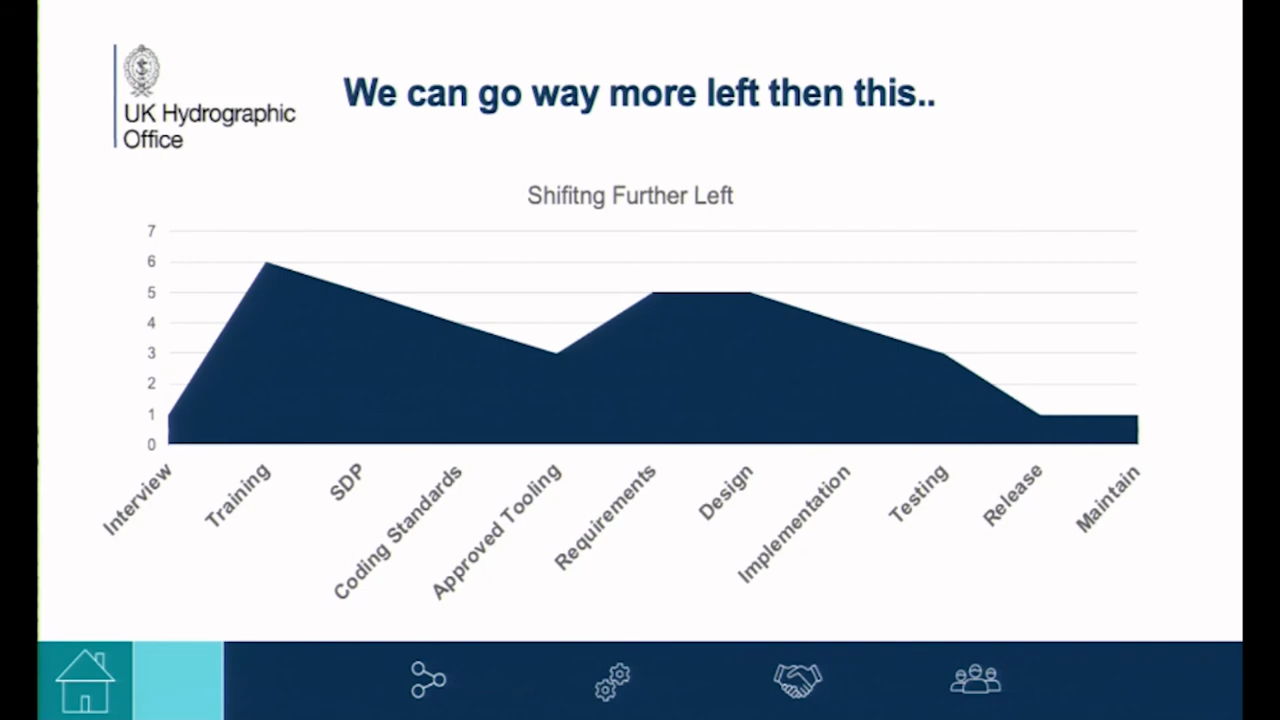 UK Hydrographic
Office
We can go way more left then this..
Shifitng Further Left
7
6
5
4
3
2
1
0
Interview
Training
SDP
Coding Standards
Approved Tooling
Requirements
Design
Implementation
Testing
Release
Maintain